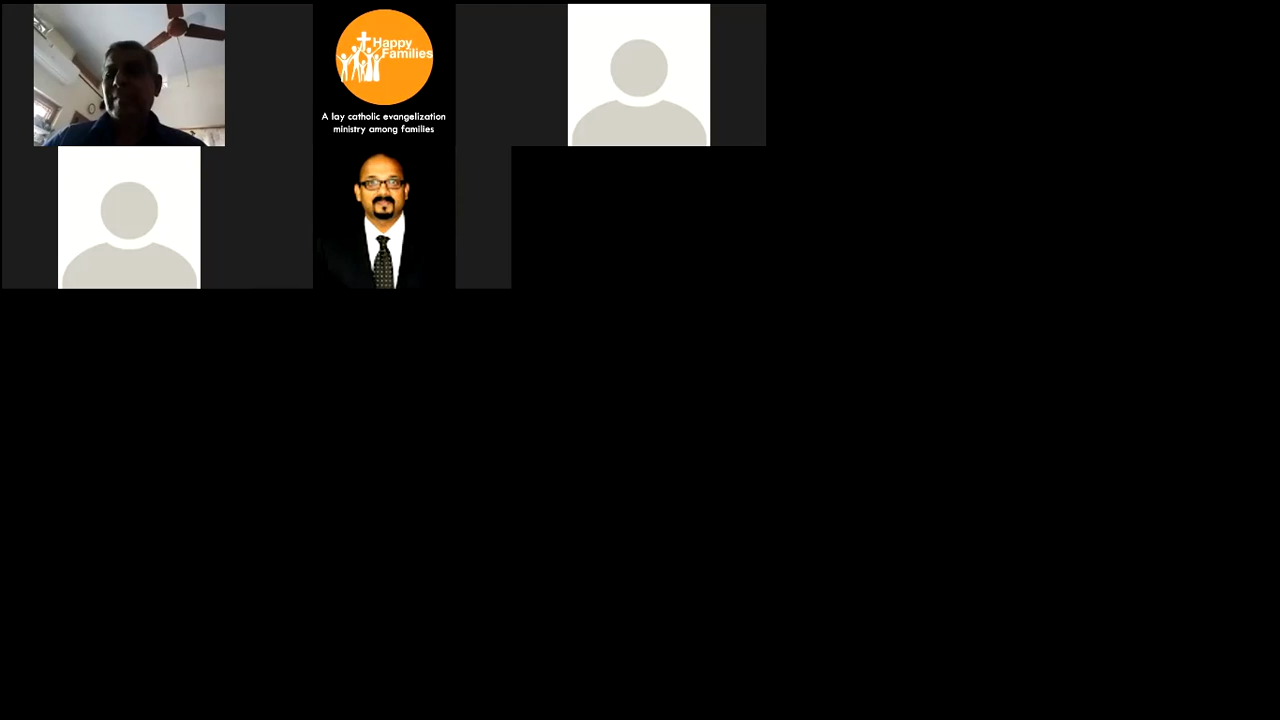 Happy
Families
A lay catholic evangelization
ministry among families